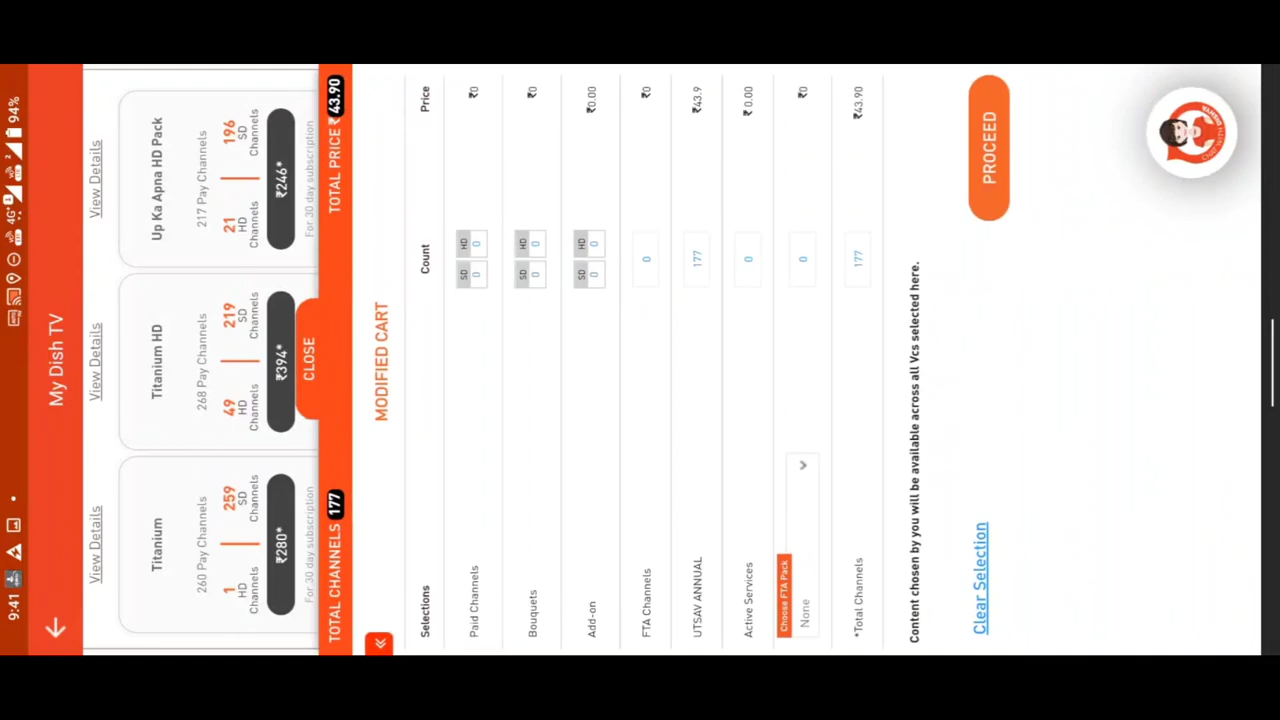 9:41
4G+
94%
My Dish TV
View Details
View Details
View Details
Titanium
260 Pay Channels
1
HD
Channels
259
SD
Channels
₹280*
For 30 day subscription
Titanium HD
268 Pay Channels
49
HD
Channels
219
SD
Channels
₹394*
Up Ka Apna HD Pack
217 Pay Channels
21
HD
Channels
196
SD
Channels
₹246*
For 30 day subscription
CLOSE
TOTAL CHANNELS 177
TOTAL PRICE ₹ 43.90
MODIFIED CART
Selections Count Price
Paid Channels SD 0 HD 0 ₹0
Bouquets SD 0 HD 0 ₹0
Add-on SD 0 HD 0 ₹0.00
FTA Channels 0 ₹0
UTSAV ANNUAL 177 ₹43.9
Active Services 0 ₹ 0.00
Choose FTA Pack
None 0 ₹0
*Total Channels 177 ₹43.90
Content chosen by you will be available across all Vcs selected here.
Clear Selection
PROCEED